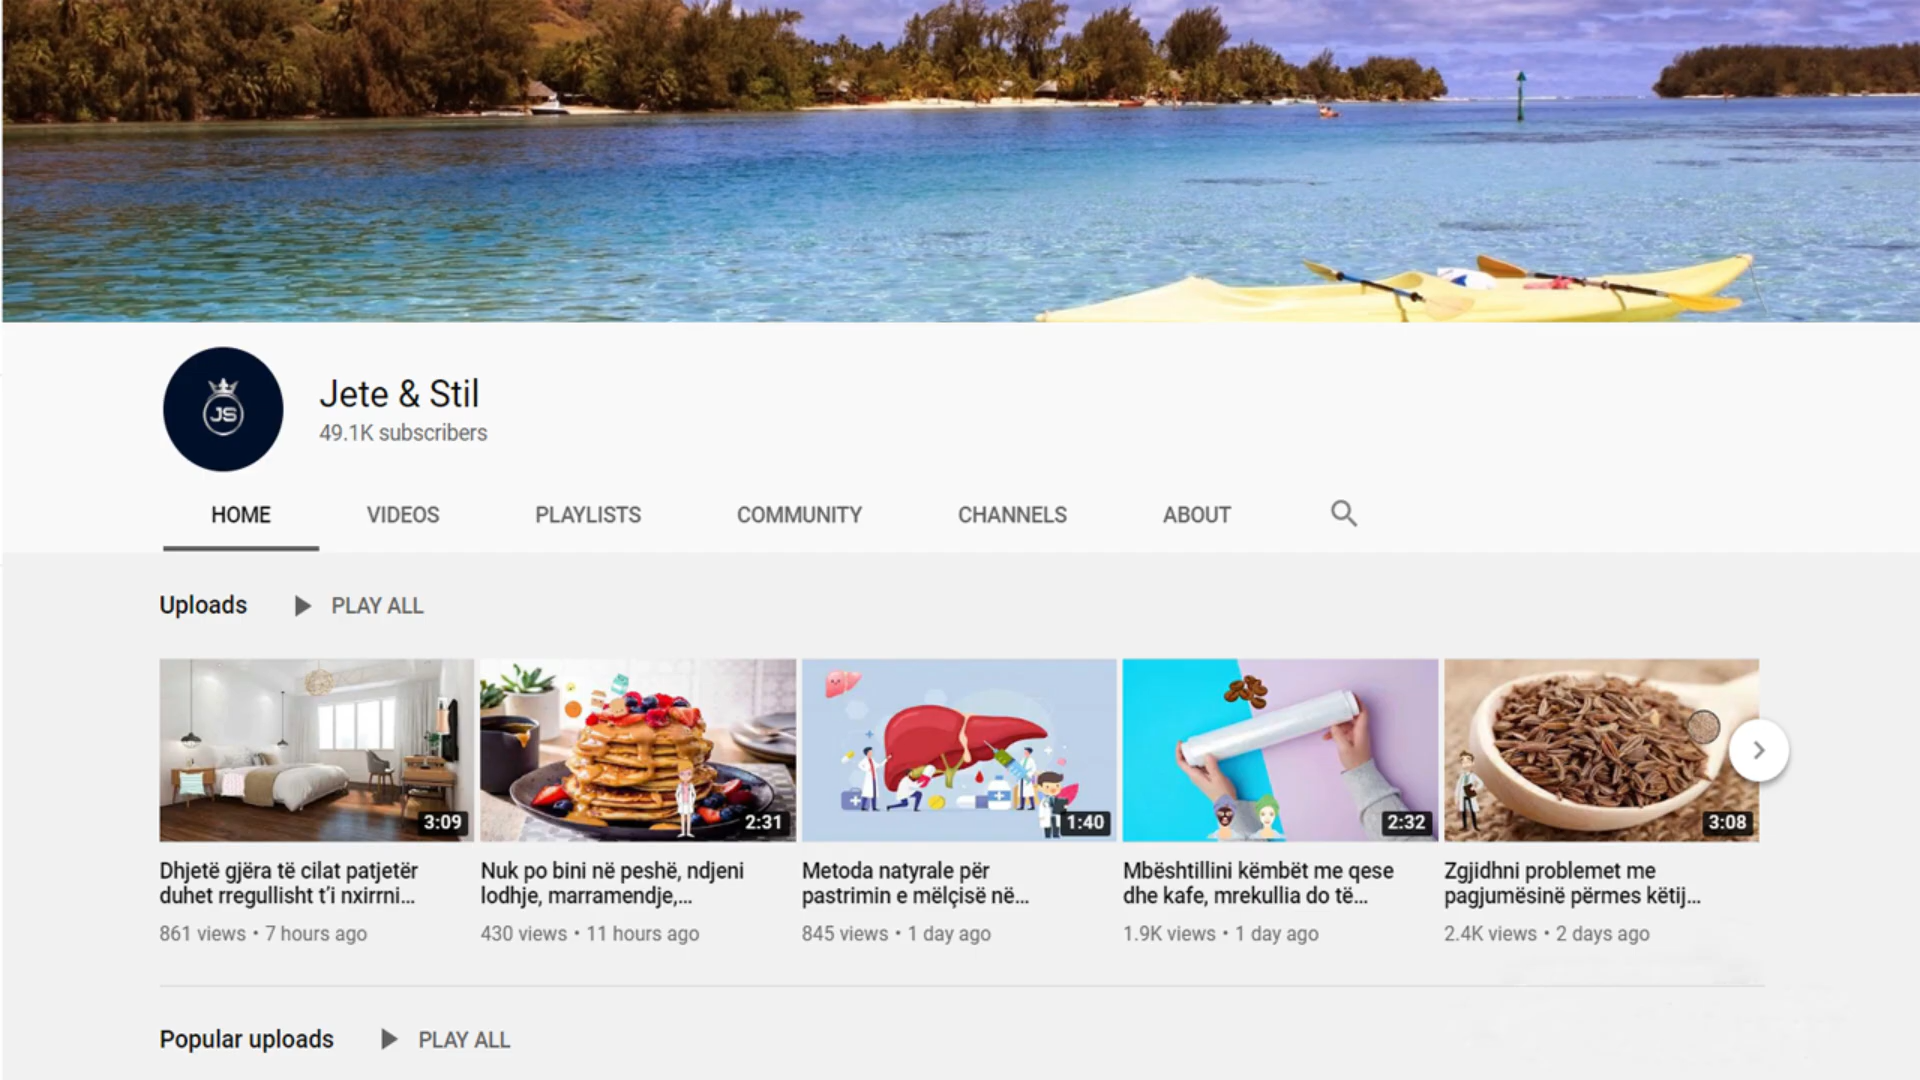 JS
Jete & Stil
49.1K subscribers
HOME
VIDEOS
PLAYLISTS
COMMUNITY
CHANNELS
ABOUT
Uploads
PLAY ALL
3:09
2:31
1:40
2:32
3:08
Dhjetë gjëra të cilat patjetër
duhet rregullisht t'i nxirrni...
861 views • 7 hours ago
Nuk po bini në peshë, ndjeni
lodhje, marramendje,...
430 views • 11 hours ago
Metoda natyrale për
pastrimin e mëlçisë në...
845 views • 1 day ago
Mbështillini këmbët me qese
dhe kafe, mrekullia do të...
1.9K views • 1 day ago
Zgjidhni problemet me
pagjumësinë përmes këtij...
2.4K views • 2 days ago
Popular uploads
PLAY ALL